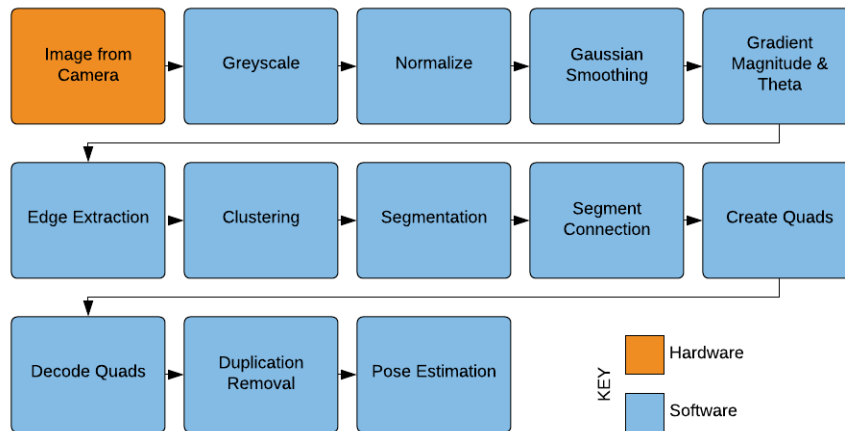 Image from
Camera
Greyscale
Normalize
Gaussian
Smoothing
Gradient
Magnitude &
Theta
Edge Extraction
Clustering
Segmentation
Segment
Connection
Create Quads
Decode Quads
Duplication
Removal
Pose Estimation
KEY
Hardware
Software